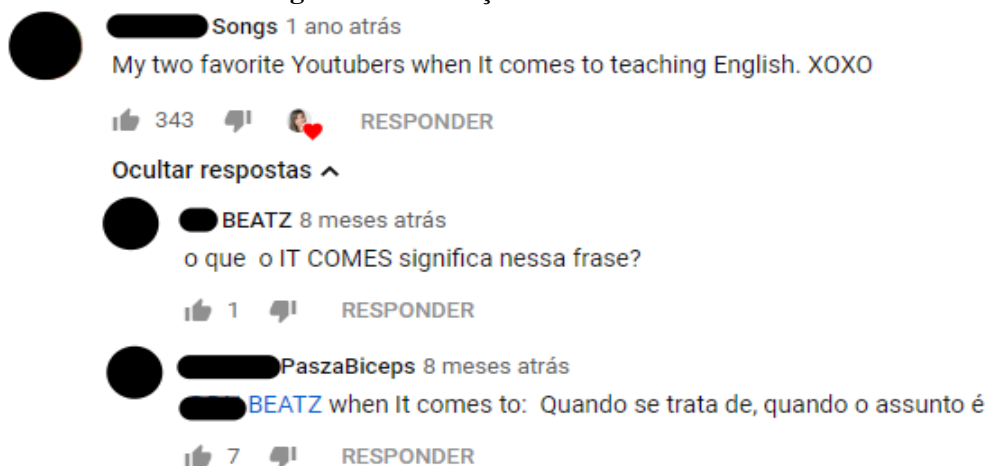 Songs 1 ano atrás
My two favorite Youtubers when It comes to teaching English. XOXO
343 RESPONDER
Ocultar respostas
BEATZ 8 meses atrás
o que o IT COMES significa nessa frase?
1 RESPONDER
PaszaBiceps 8 meses atrás
BEATZ when It comes to: Quando se trata de, quando o assunto é
7 RESPONDER